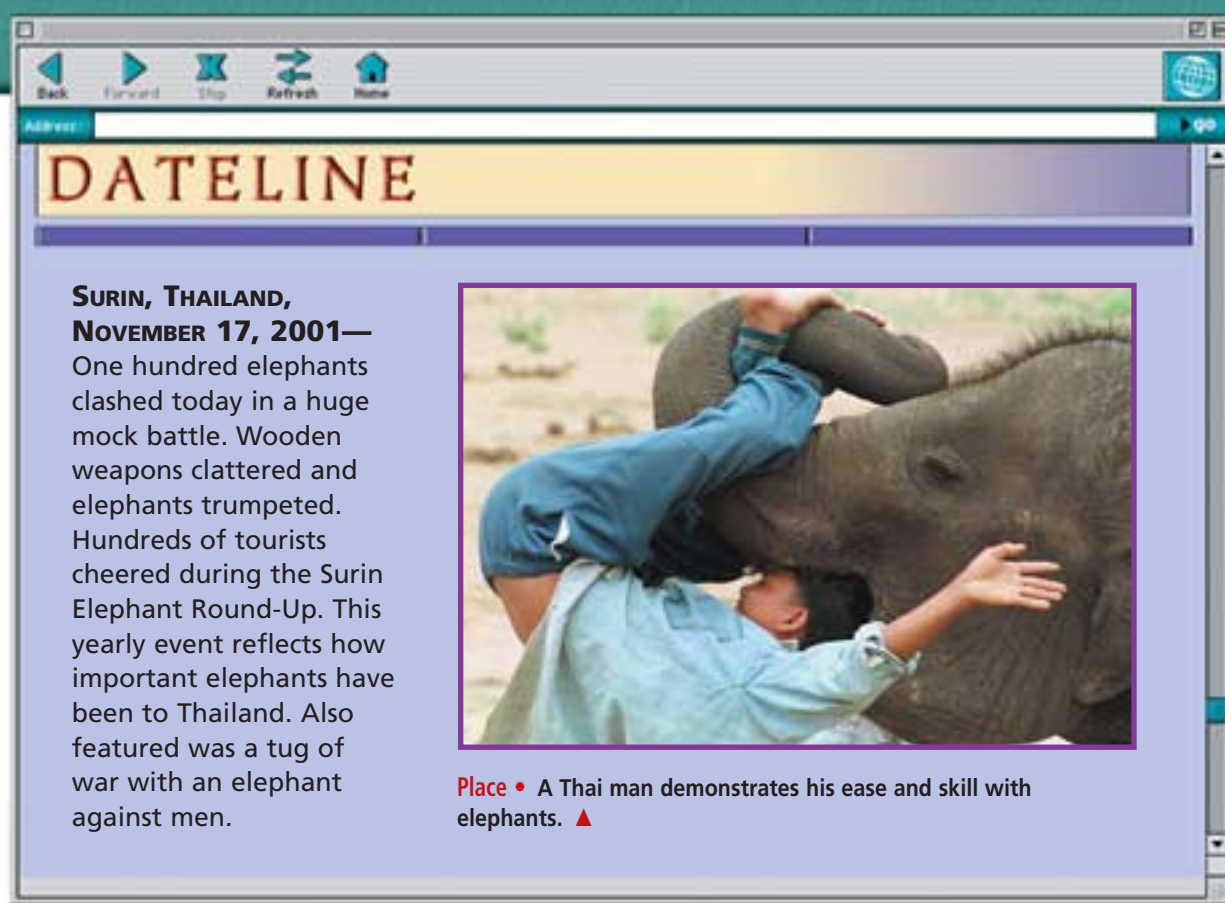 Back Forward Stop Refresh Home
Address: GO
DATELINE
SURIN, THAILAND,
NOVEMBER 17, 2001—
One hundred elephants
clashed today in a huge
mock battle. Wooden
weapons clattered and
elephants trumpeted.
Hundreds of tourists
cheered during the Surin
Elephant Round-Up. This
yearly event reflects how
important elephants have
been to Thailand. Also
featured was a tug of
war with an elephant
against men.
Place • A Thai man demonstrates his ease and skill with
elephants. ▲